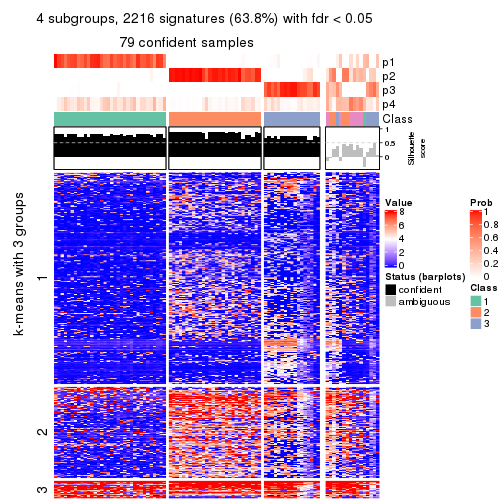 4 subgroups, 2216 signatures (63.8%) with fdr < 0.05
79 confident samples
p1
p2
p3
p4
Class
1
0.5
0
Silhouette
score
k-means with 3 groups
1
2
3
Value
8
6
4
2
0
Status (barplots)
confident
ambiguous
Prob
1
0.8
0.6
0.4
0.2
0
Class
1
2
3